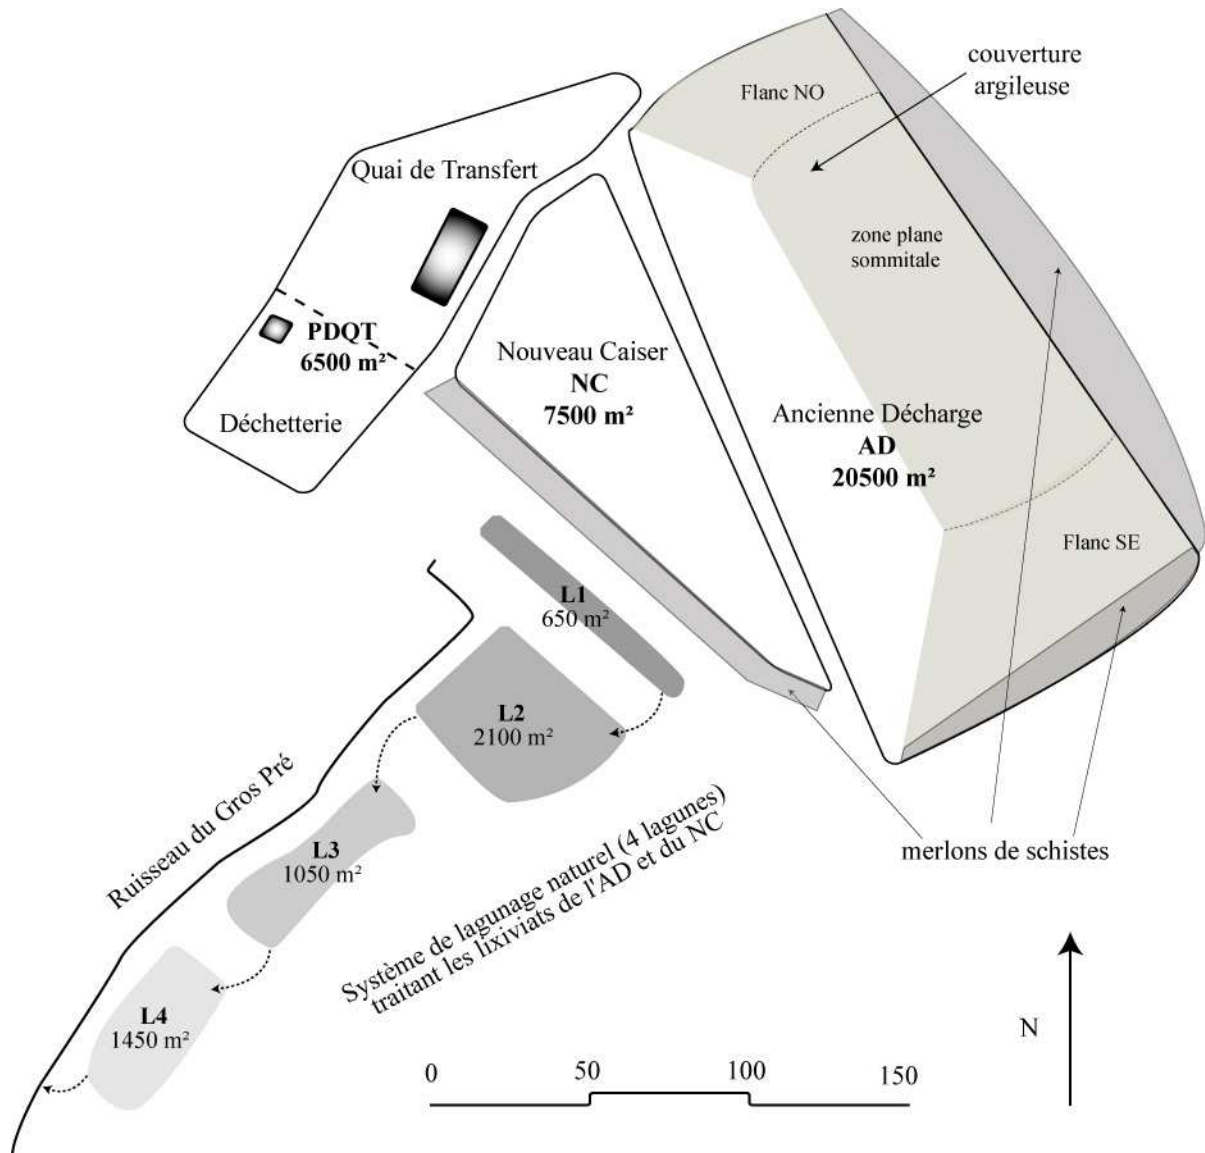 couverture
argileuse
Flanc NO
Quai de Transfert
zone plane
sommitale
PDQT
6500 m²
Nouveau Caiser
NC
7500 m²
Déchetterie
Ancienne Décharge
AD
20500 m²
Flanc SE
L1
650 m²
L2
2100 m²
Ruisseau du Gros Pré
L3
1050 m²
merlons de schistes
Système de lagunage naturel (4 lagunes)
traitant les lixiviats de l'AD et du NC
L4
1450 m²
N
0 50 100 150